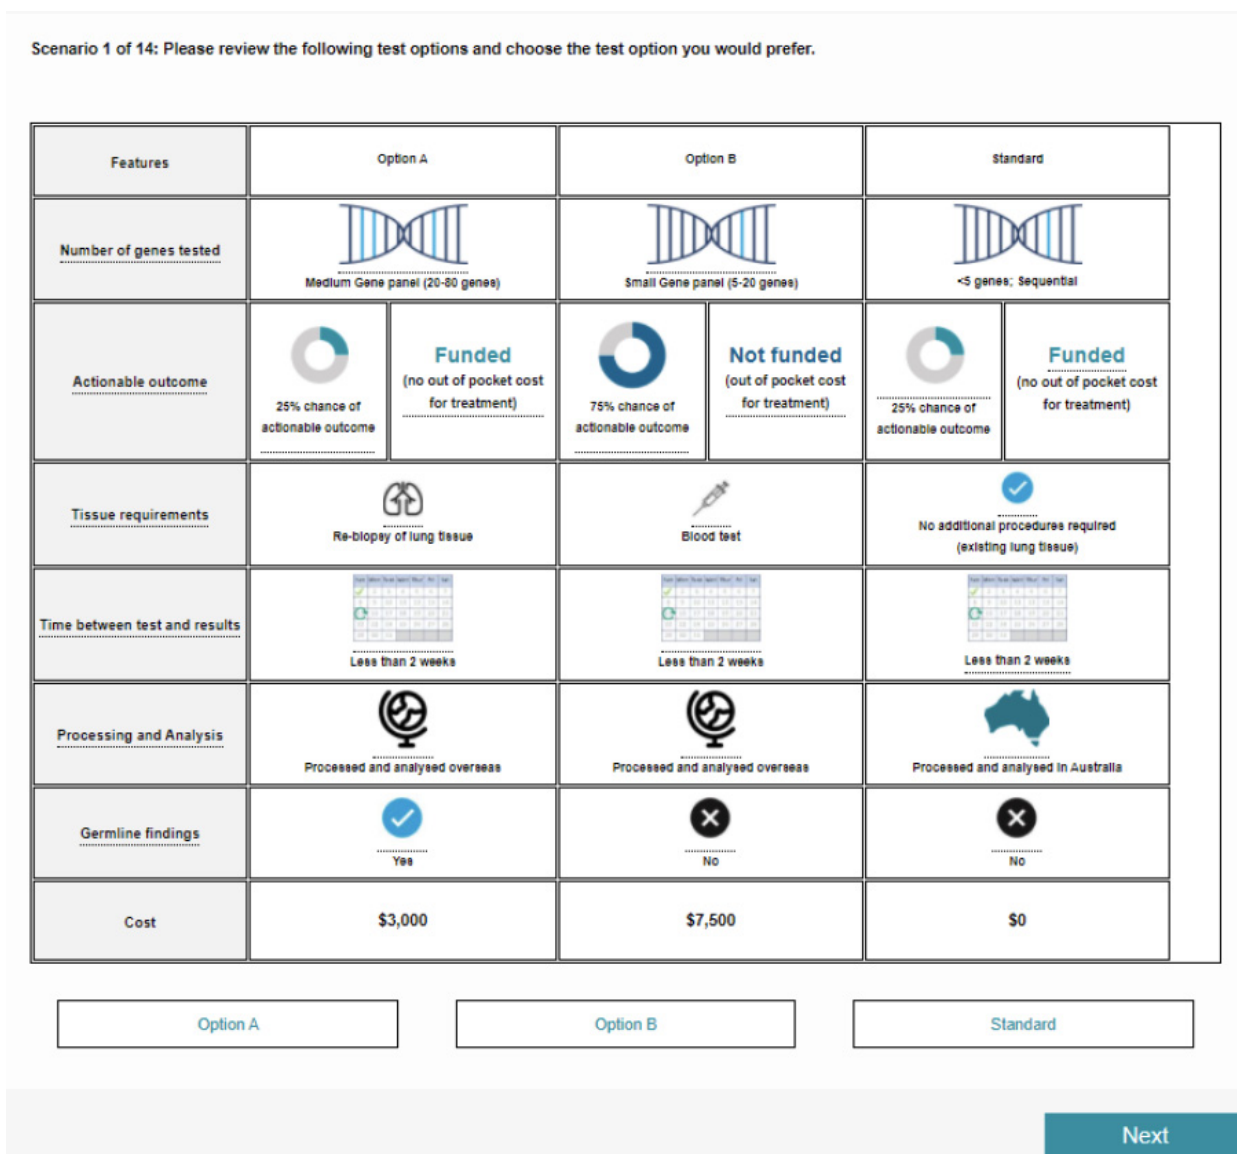 Scenario 1 of 14: Please review the following test options and choose the test option you would prefer.
Features
Option A
Option B
Standard
Number of genes tested
Medium Gene panel (20-80 genes)
Small Gene panel (5-20 genes)
<5 genes; Sequential
Actionable outcome
25% chance of
actionable outcome
Funded
(no out of pocket cost
for treatment)
75% chance of
actionable outcome
Not funded
(out of pocket cost
for treatment)
25% chance of
actionable outcome
Funded
(no out of pocket cost
for treatment)
Tissue requirements
Re-biopsy of lung tissue
Blood test
No additional procedures required
(existing lung tissue)
Time between test and results
Less than 2 weeks
Less than 2 weeks
Less than 2 weeks
Processing and Analysis
Processed and analysed overseas
Processed and analysed overseas
Processed and analysed in Australia
Germline findings
Yes
No
No
Cost
$3,000
$7,500
$0
Option A
Option B
Standard
Next